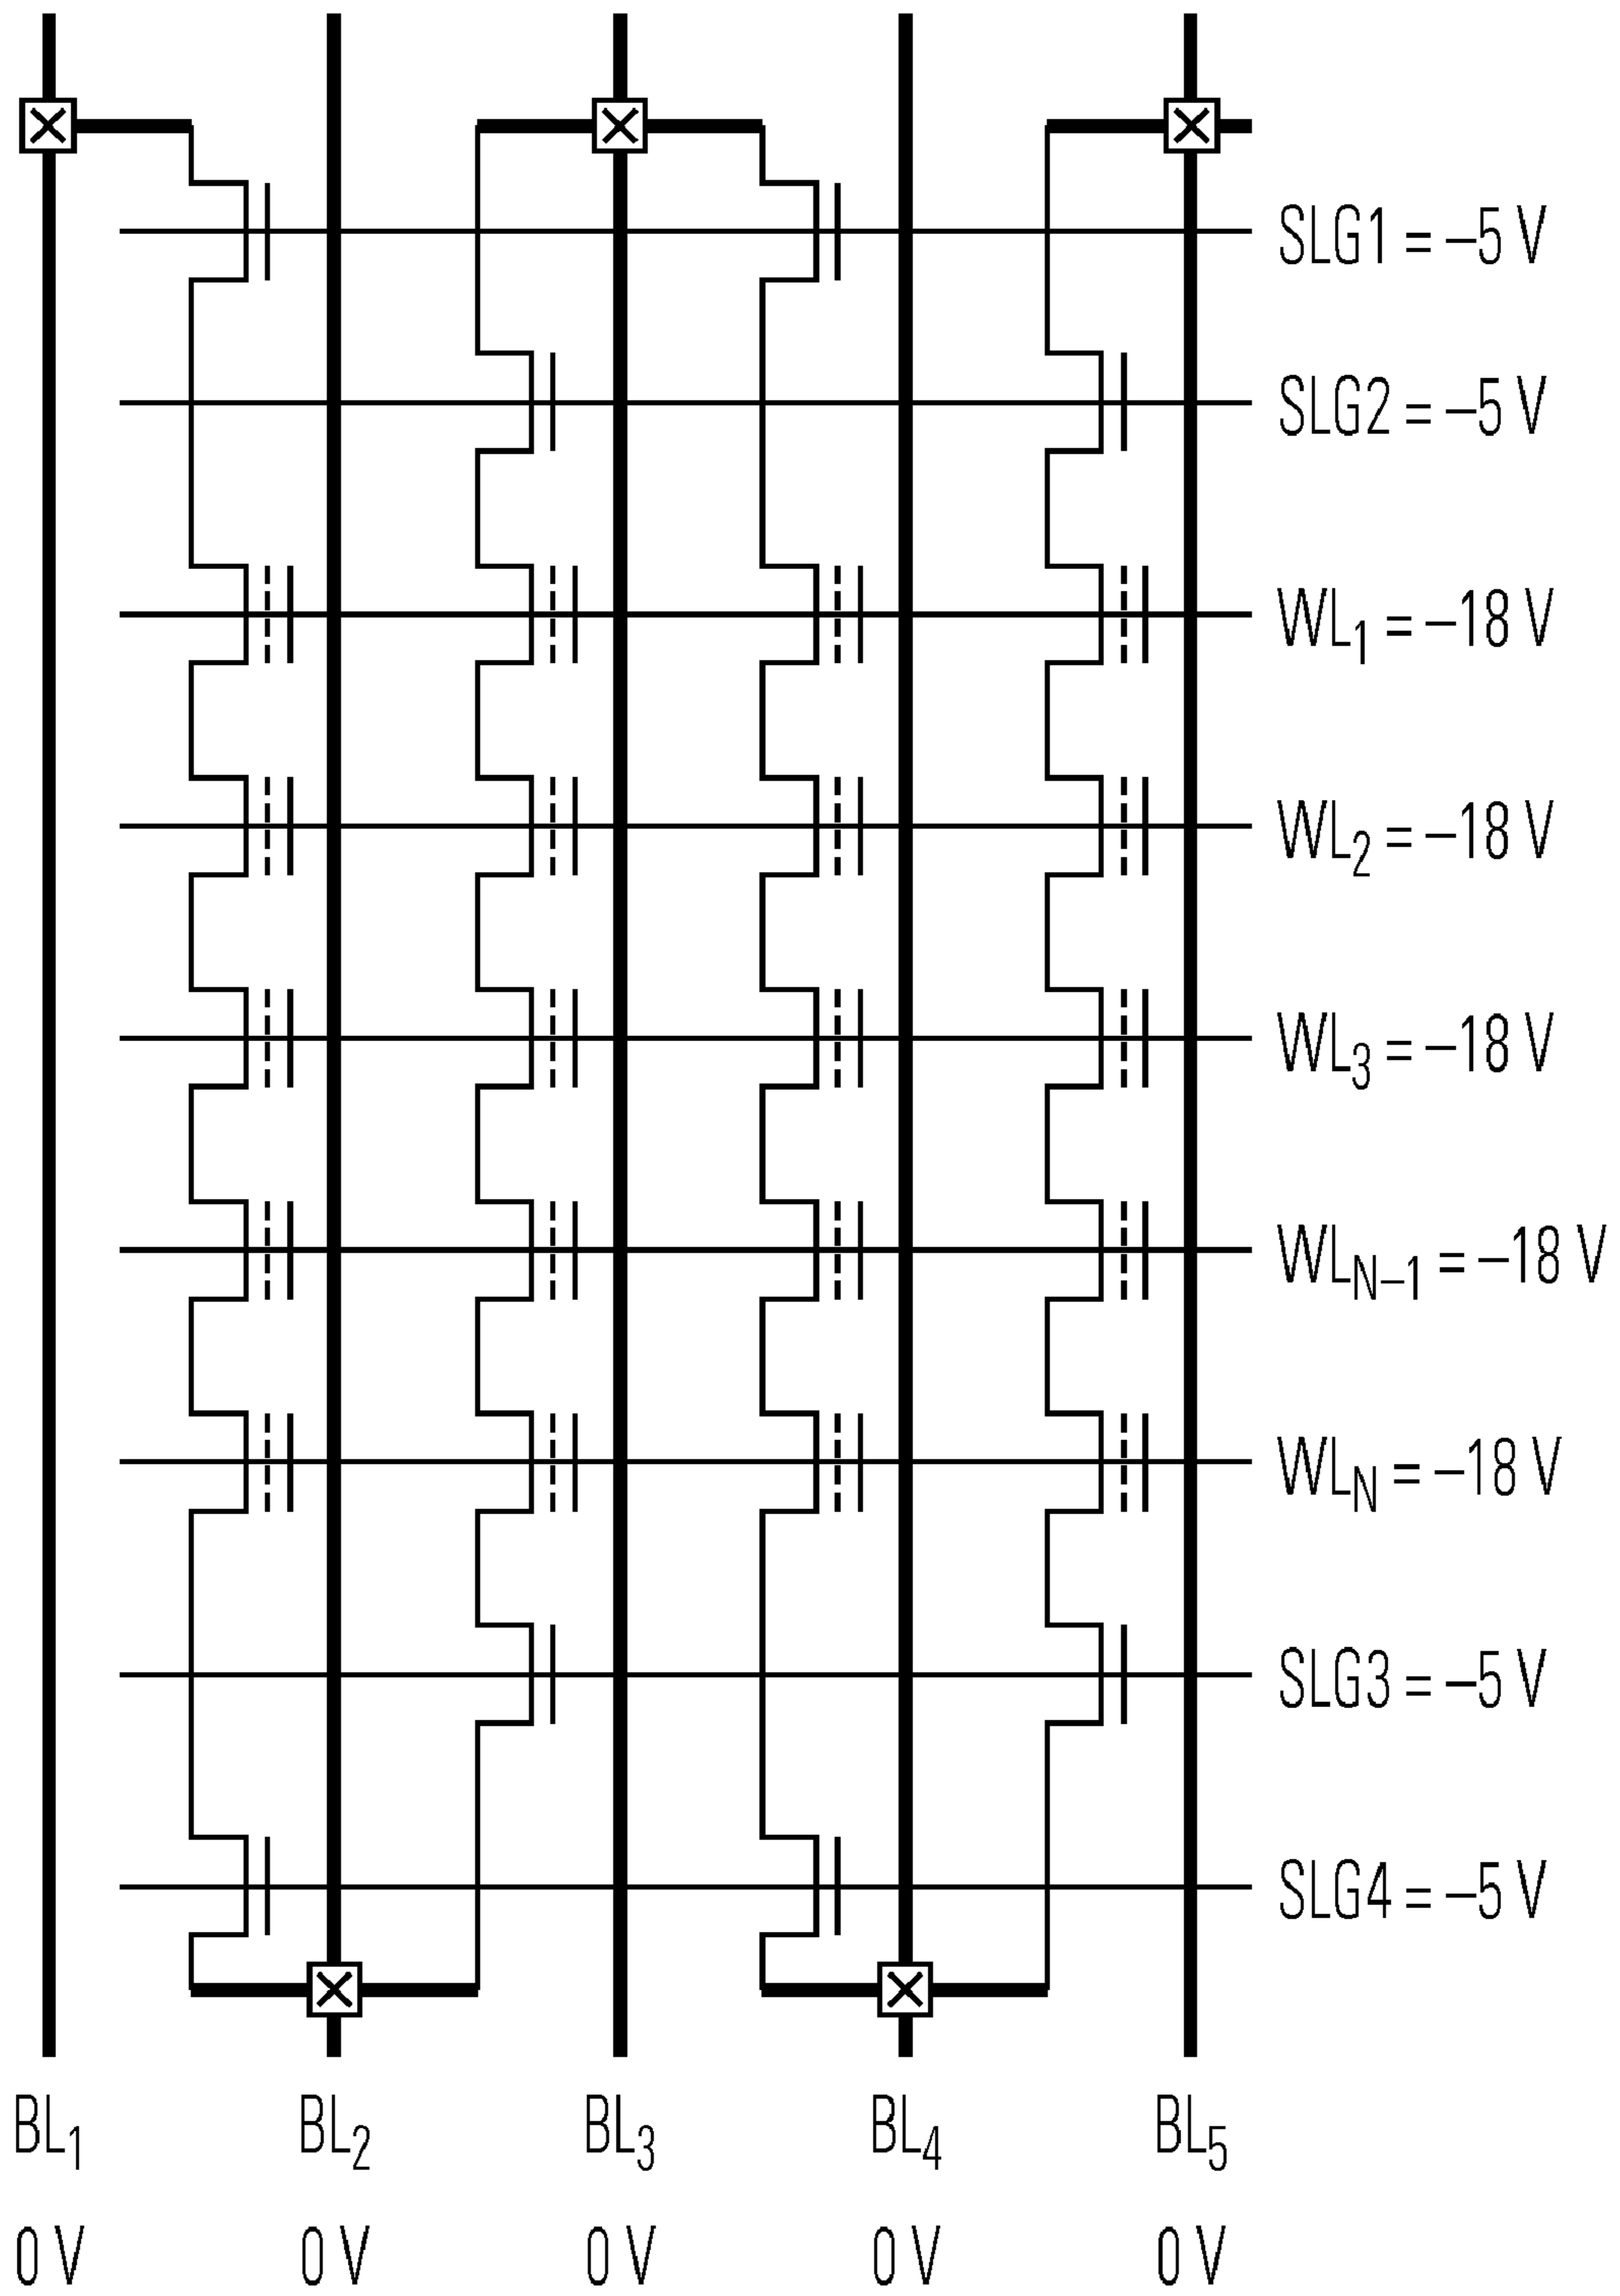 SLG1 = –5 V
SLG2 = –5 V
WL1 = –18 V
WL2 = –18 V
WL3 = –18 V
WLN–1 = –18 V
WLN = –18 V
SLG3 = –5 V
SLG4 = –5 V
BL1 BL2 BL3 BL4 BL5
0 V 0 V 0 V 0 V 0 V